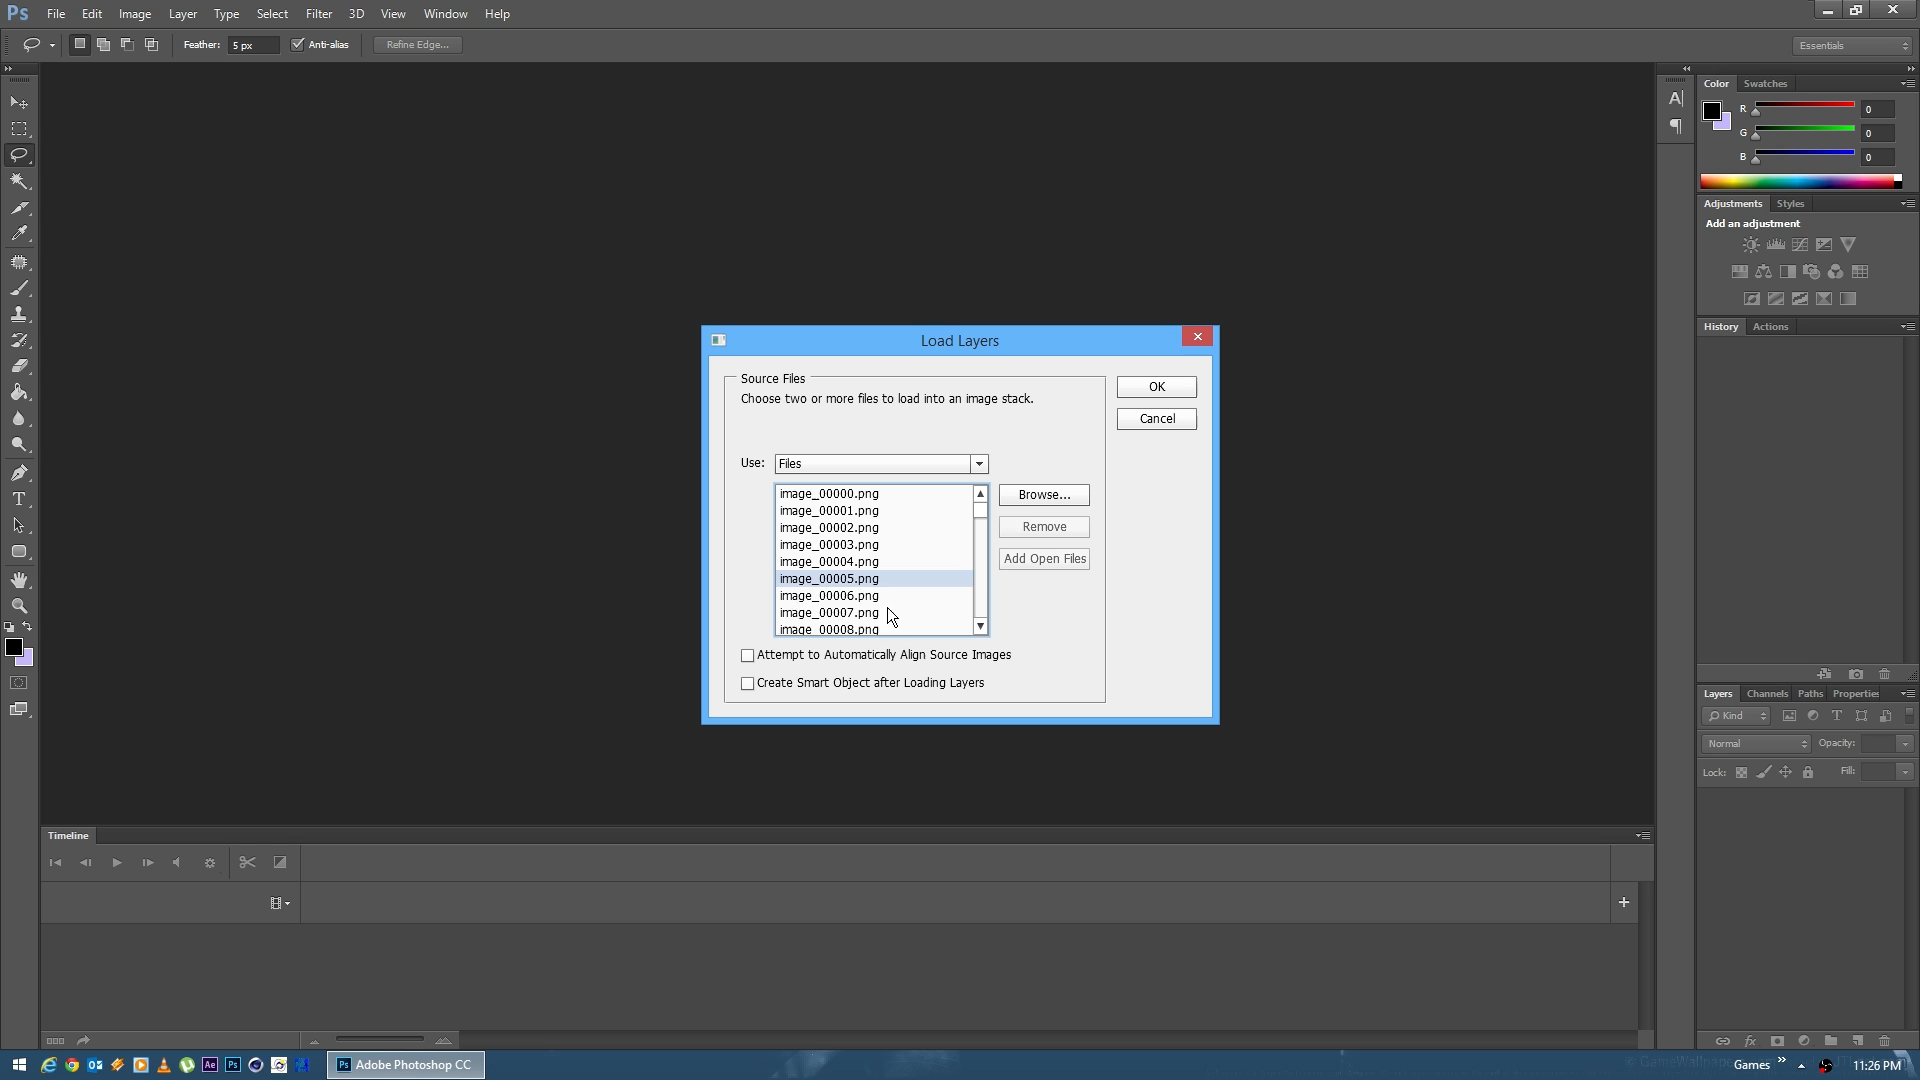 Ps File Edit Image Layer Type Select Filter 3D View Window Help
Feather: 5 px Anti-alias Refine Edge... Essentials
Color Swatches
R 0
G 0
B 0
Adjustments Styles
Add an adjustment
History Actions
Load Layers
Source Files
Choose two or more files to load into an image stack.
OK
Cancel
Use: Files
image_00000.png
image_00001.png
image_00002.png
image_00003.png
image_00004.png
image_00005.png
image_00006.png
image_00007.png
image_00008.png
Browse...
Remove
Add Open Files
Attempt to Automatically Align Source Images
Create Smart Object after Loading Layers
Layers Channels Paths Properties
Kind
Normal Opacity:
Lock: Fill:
Timeline
Ae Ps Ps Adobe Photoshop CC Games 11:26 PM